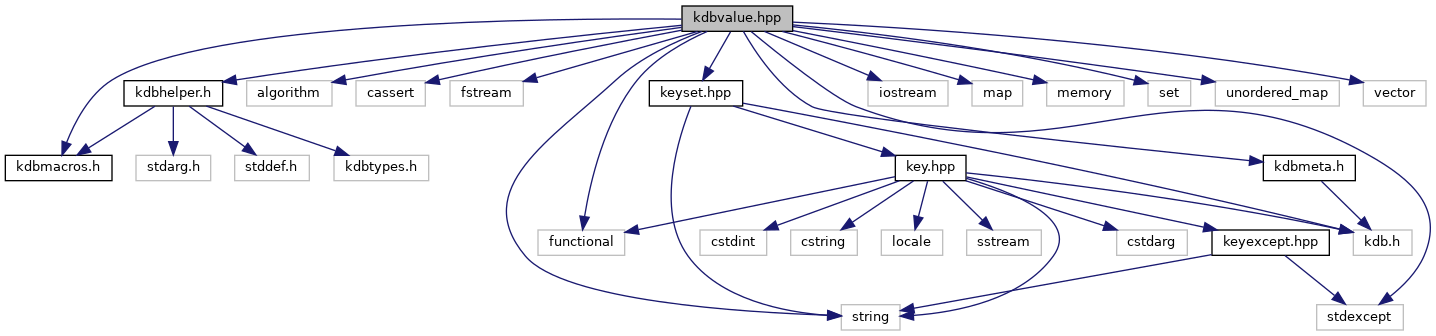 kdbvalue.hpp
kdbhelper.h
algorithm
cassert
fstream
keyset.hpp
iostream
map
memory
set
unordered_map
vector
kdbmacros.h
stdarg.h
stddef.h
kdbtypes.h
key.hpp
kdbmeta.h
functional
cstdint
cstring
locale
sstream
cstdarg
keyexcept.hpp
kdb.h
string
stdexcept